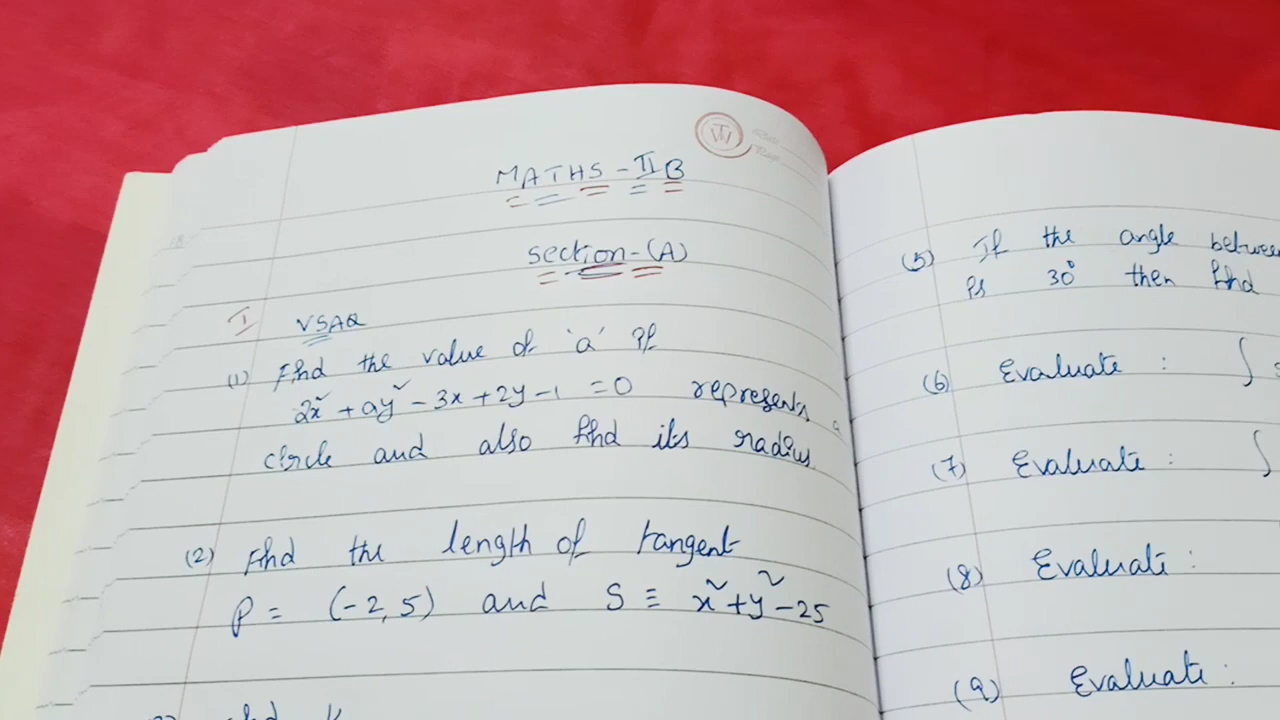 MATHS - II B
Section - (A)
I VSAQ
(1) Find the value of 'a' if
2x² + ay² - 3x + 2y - 1 = 0 represents a
circle and also find its radius.
(2) Find the length of tangent
P = (-2, 5) and S ≡ x² + y² - 25
(5) If the angle betwee
is 30° then find
(6) Evaluate : ∫
(7) Evaluate : ∫
(8) Evaluate :
(9) Evaluate :